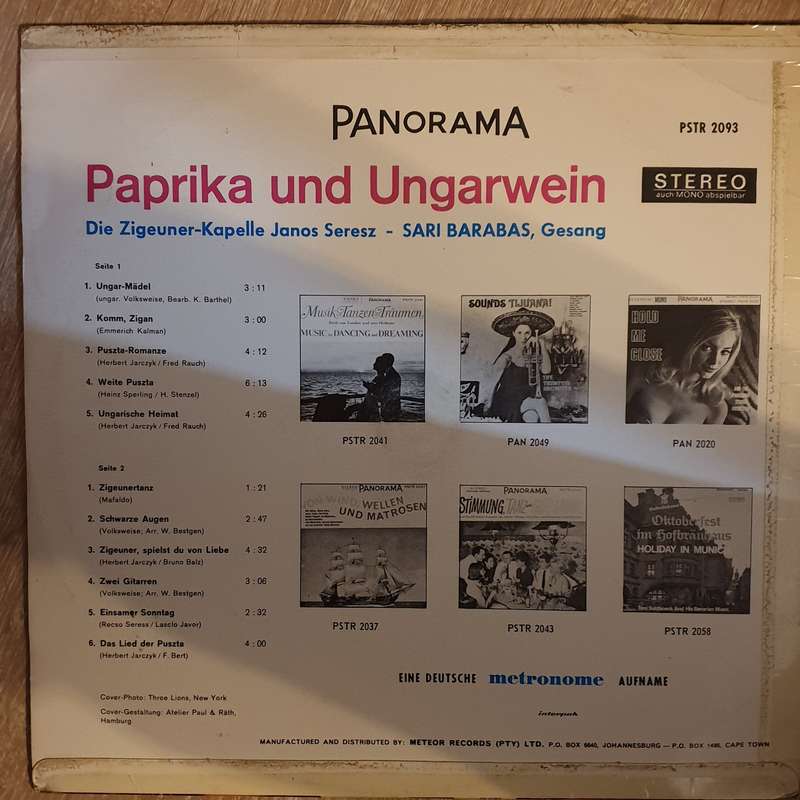 PANORAMA
PSTR 2093
Paprika und Ungarwein
STEREO
auch MONO abspielbar
Die Zigeuner-Kapelle Janos Seresz - SARI BARABAS, Gesang
Seite 1
1. Ungar-Mädel 3 : 11
(ungar. Volksweise, Bearb. K. Barthel)
2. Komm, Zigan 3 : 00
(Emmerich Kalman)
3. Puszta-Romanze 4 : 12
(Herbert Jarczyk/Fred Rauch)
4. Weite Puszta 6 : 13
(Heinz Sperling / H. Stenzel)
5. Ungarische Heimat 4 : 26
(Herbert Jarczyk/Fred Rauch)
Seite 2
1. Zigeunertanz 1 : 21
(Mafaldo)
2. Schwarze Augen 2 : 47
(Volksweise; Arr. W. Bestgen)
3. Zigeuner, spielst du von Liebe 4 : 32
(Herbert Jarczyk / Bruno Balz)
4. Zwei Gitarren 3 : 06
(Volksweise; Arr. W. Bestgen)
5. Einsamer Sonntag 2 : 32
(Recso Seress / Laszlo Javor)
6. Das Lied der Puszte 4 : 00
(Herbert Jarczyk / F. Bert)
PANORAMA
Musik Tanzen Träumen
MUSIC for DANCING and DREAMING
PSTR 2041
SOUNDS TIJUANA!
PAN 2049
MONO PANORAMA
HOLD
ME
CLOSE
PAN 2020
PANORAMA
VON WIND, WELLEN
UND MATROSEN
PSTR 2037
PANORAMA
STIMMUNG, TANZ
PSTR 2043
Oktoberfest
im Hofbräuhaus
HOLIDAY IN MUNICH
PSTR 2058
EINE DEUTSCHE metronome AUFNAME
Cover-Photo: Three Lions, New York
Cover-Gestaltung: Atelier Paul & Räth,
Hamburg
interpak
MANUFACTURED AND DISTRIBUTED BY: METEOR RECORDS (PTY) LTD. P.O. BOX 6640, JOHANNESBURG — P.O. BOX 1495, CAPE TOWN